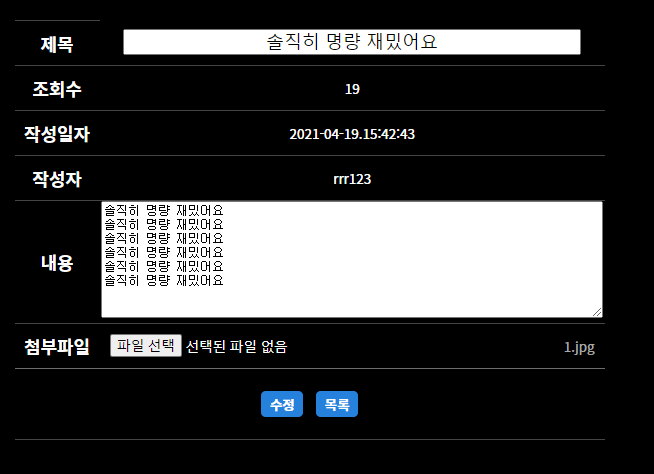 제목 솔직히 명량 재밌어요
조회수 19
작성일자 2021-04-19.15:42:43
작성자 rrr123
내용
솔직히 명량 재밌어요
솔직히 명량 재밌어요
솔직히 명량 재밌어요
솔직히 명량 재밌어요
솔직히 명량 재밌어요
솔직히 명량 재밌어요
첨부파일 파일 선택 선택된 파일 없음 1.jpg
수정 목록